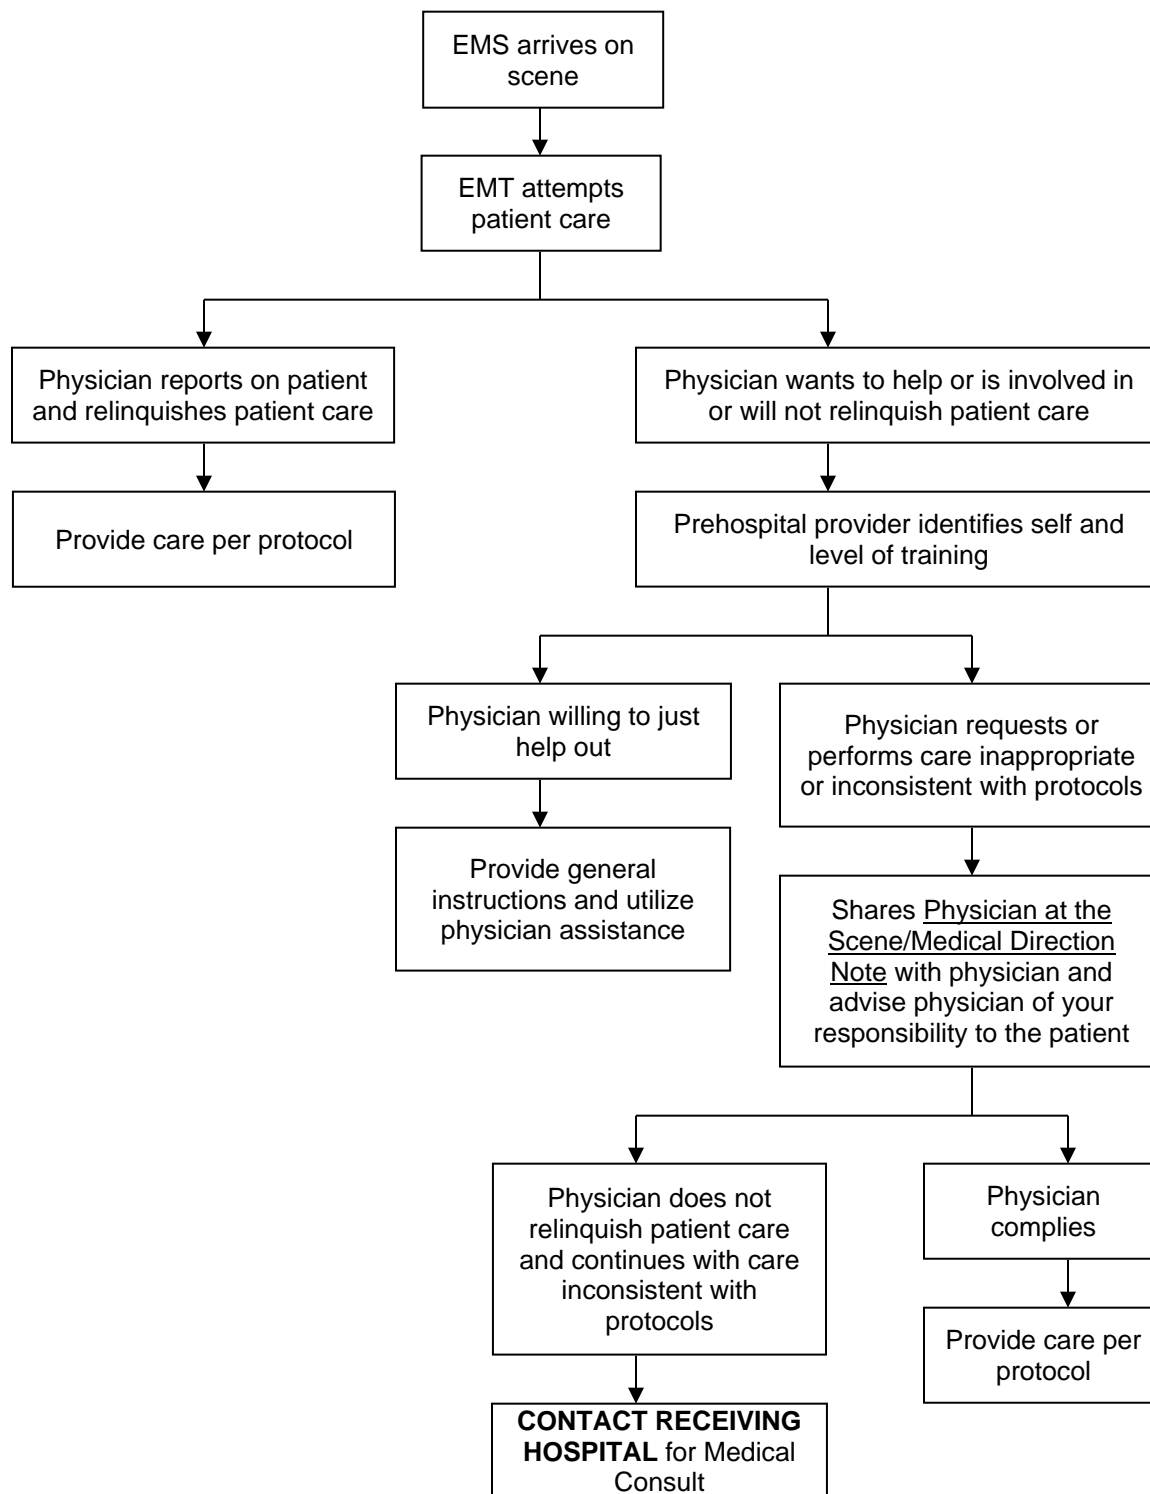 EMS arrives on
scene
EMT attempts
patient care
Physician reports on patient
and relinquishes patient care
Physician wants to help or is involved in
or will not relinquish patient care
Provide care per protocol
Prehospital provider identifies self and
level of training
Physician willing to just
help out
Physician requests or
performs care inappropriate
or inconsistent with protocols
Provide general
instructions and utilize
physician assistance
Shares Physician at the
Scene/Medical Direction
Note with physician and
advise physician of your
responsibility to the patient
Physician does not
relinquish patient care
and continues with care
inconsistent with
protocols
Physician
complies
Provide care per
protocol
CONTACT RECEIVING
HOSPITAL for Medical
Consult